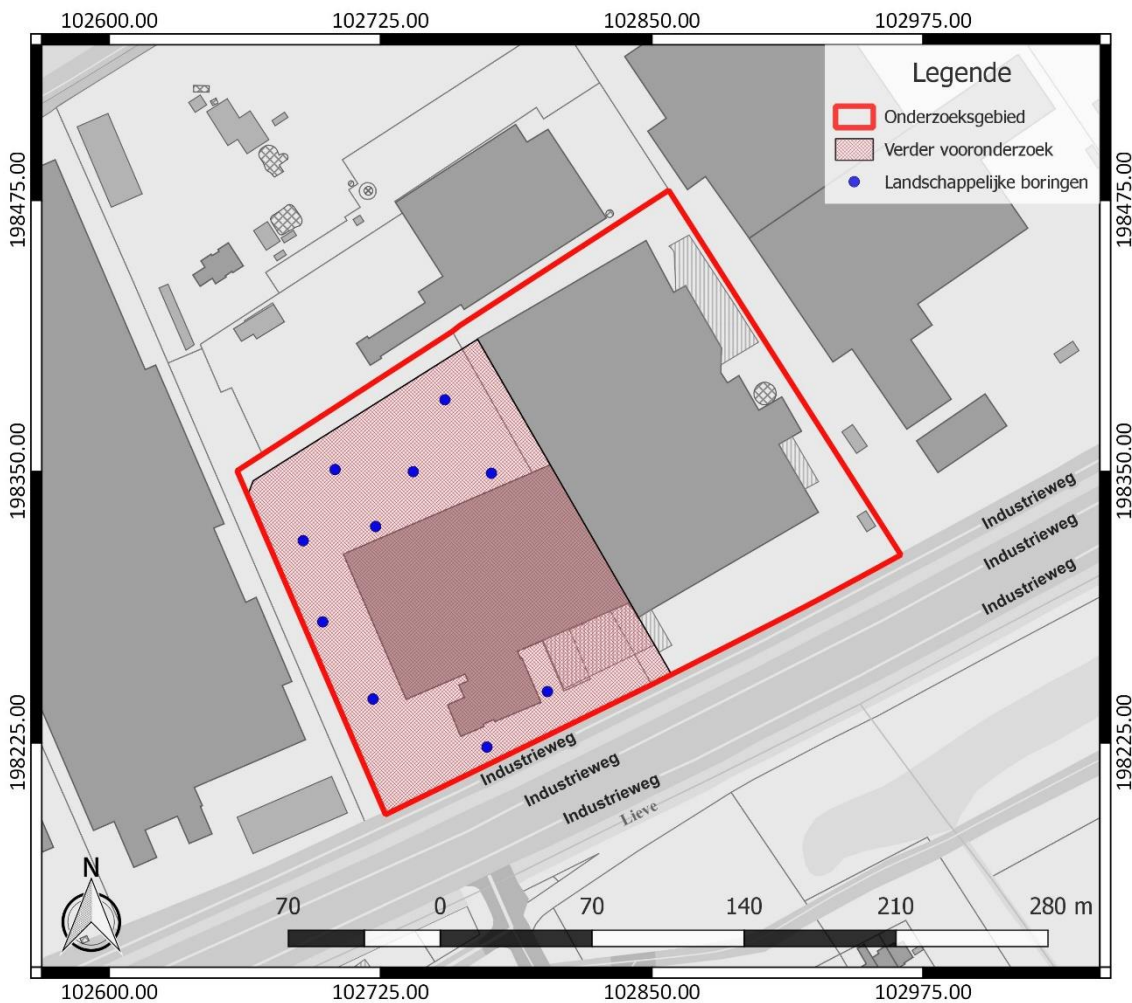 102600.00 102725.00 102850.00 102975.00
Legende
Onderzoeksgebied
Verder vooronderzoek
Landschappelijke boringen
198475.00 198475.00
198350.00 198350.00
Industrieweg
Industrieweg
Industrieweg
198225.00 198225.00
Industrieweg
Industrieweg
Industrieweg
Lieve
N
70 0 70 140 210 280 m
102600.00 102725.00 102850.00 102975.00